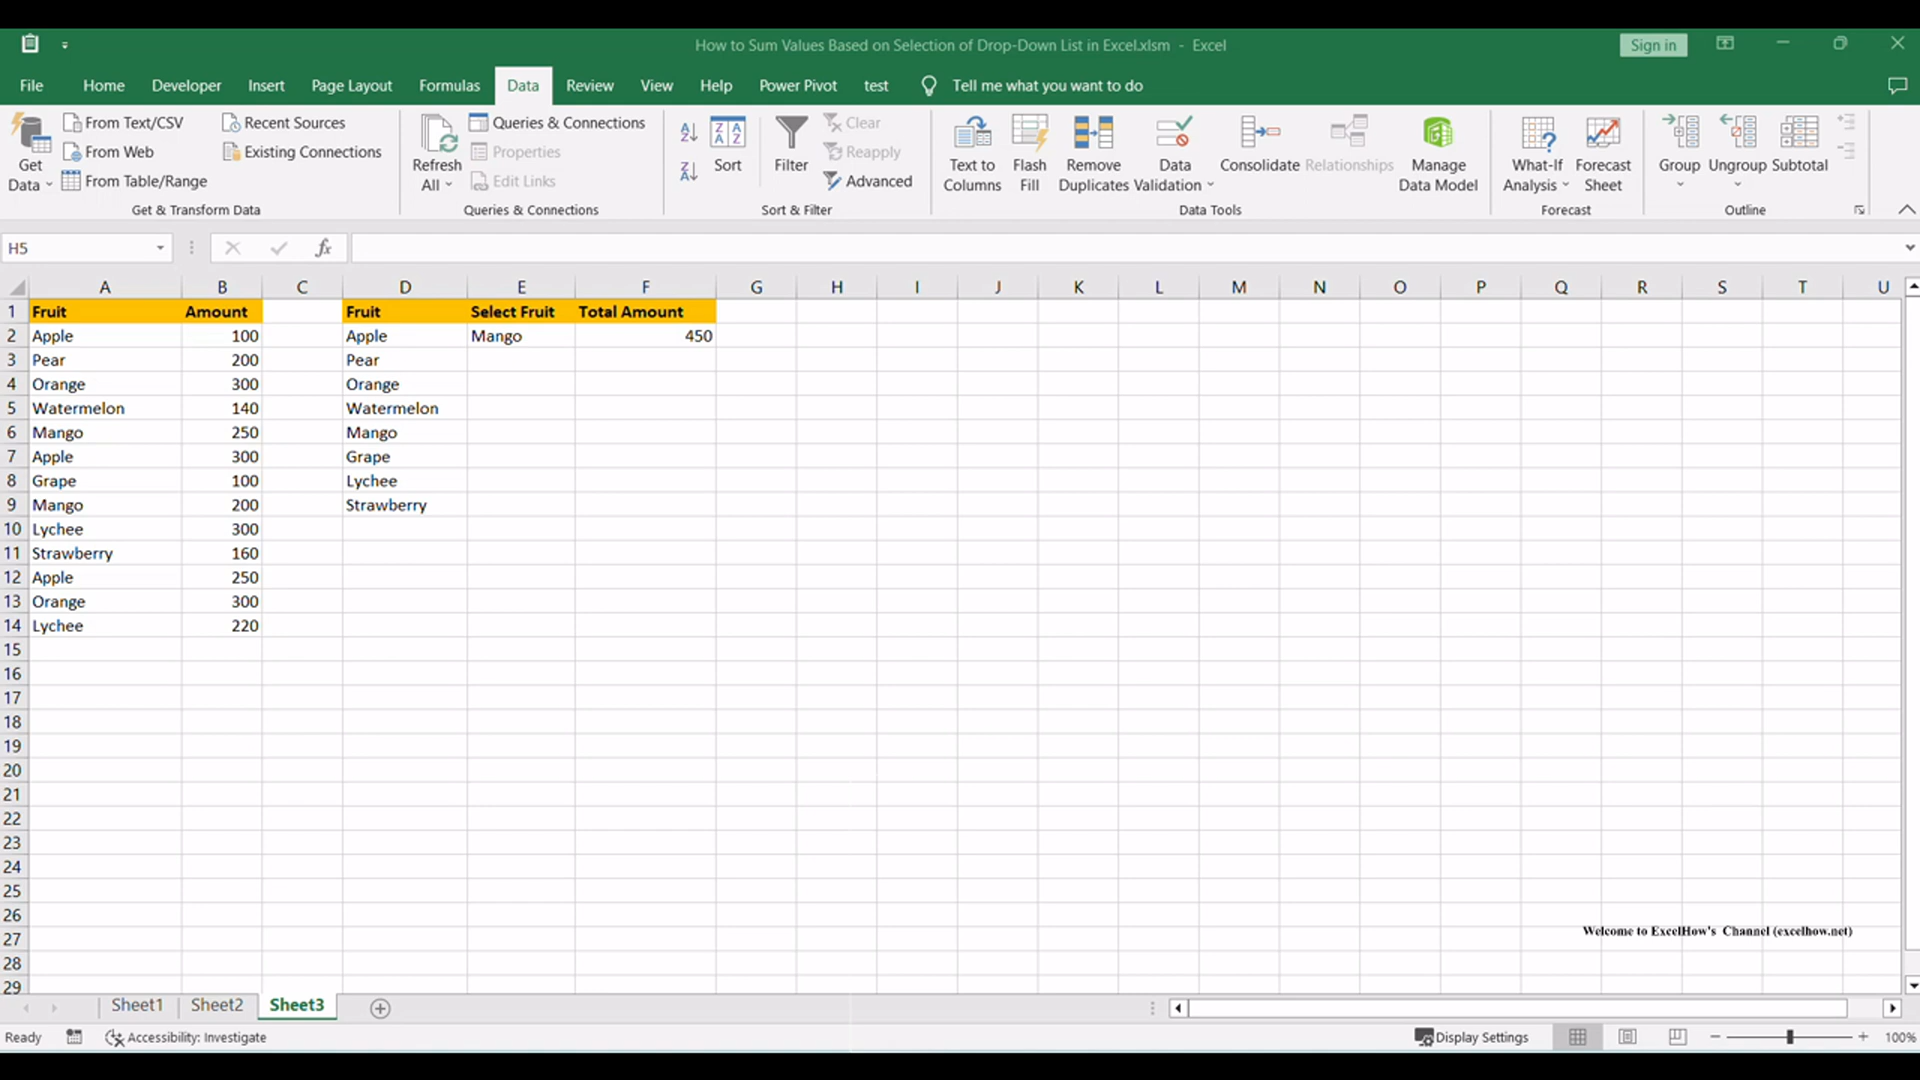 How to Sum Values Based on Selection of Drop-Down List in Excel.xlsm - Excel
Sign in
File Home Developer Insert Page Layout Formulas Data Review View Help Power Pivot test Tell me what you want to do
Get Data
From Text/CSV
From Web
From Table/Range
Recent Sources
Existing Connections
Get & Transform Data
Refresh All
Queries & Connections
Properties
Edit Links
Queries & Connections
Sort
Filter
Clear
Reapply
Advanced
Sort & Filter
Text to Columns
Flash Fill
Remove Duplicates
Data Validation
Consolidate
Relationships
Manage Data Model
Data Tools
What-If Analysis
Forecast Sheet
Forecast
Group
Ungroup
Subtotal
Outline
H5 fx
A B C D E F G H I J K L M N O P Q R S T U
1 Fruit Amount Fruit Select Fruit Total Amount
2 Apple 100 Apple Mango 450
3 Pear 200 Pear
4 Orange 300 Orange
5 Watermelon 140 Watermelon
6 Mango 250 Mango
7 Apple 300 Grape
8 Grape 100 Lychee
9 Mango 200 Strawberry
10 Lychee 300
11 Strawberry 160
12 Apple 250
13 Orange 300
14 Lychee 220
15
16
17
18
19
20
21
22
23
24
25
26
27
28
29
Welcome to ExcelHow's Channel (excelhow.net)
Sheet1 Sheet2 Sheet3
Ready Accessibility: Investigate Display Settings 100%